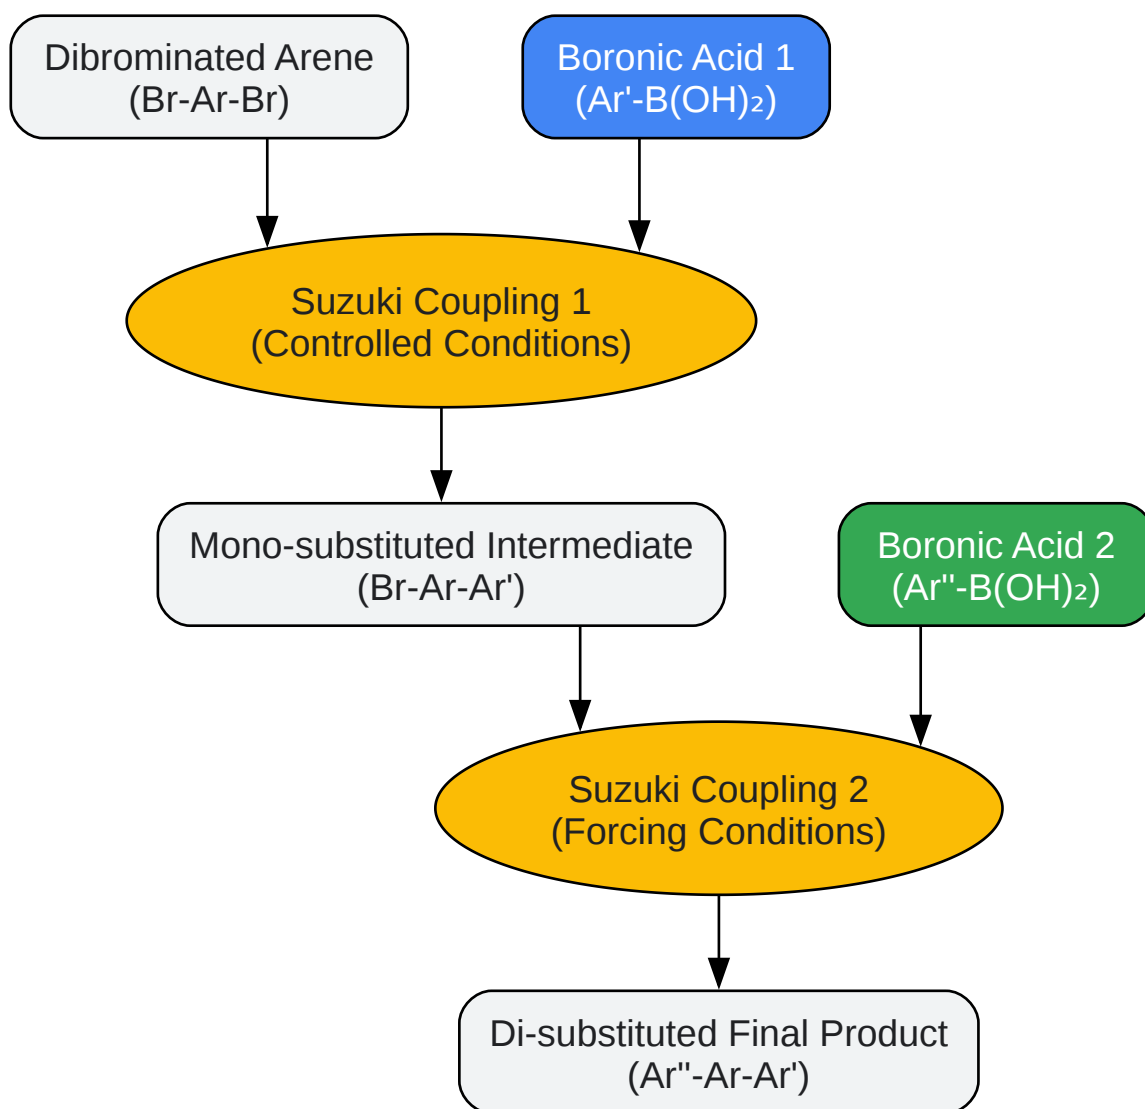 Dibrominated Arene
(Br-Ar-Br)
Boronic Acid 1
(Ar'-B(OH)₂)
Suzuki Coupling 1
(Controlled Conditions)
Mono-substituted Intermediate
(Br-Ar-Ar')
Boronic Acid 2
(Ar''-B(OH)₂)
Suzuki Coupling 2
(Forcing Conditions)
Di-substituted Final Product
(Ar''-Ar-Ar')